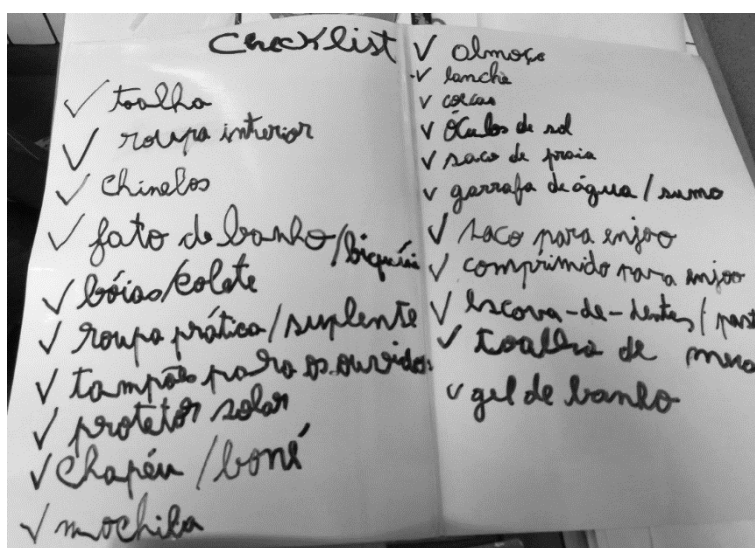 Checklist
toalha
roupa interior
chinelos
fato de banho/biquíni
bóias/colete
roupa prática/suplente
tampões para os ouvidos
protetor solar
chapéu/boné
mochila
almoço
lanche
óculos de sol
saco de praia
garrafa de água/sumo
saco para enjoo
comprimido para enjoo
escova-de-dentes/
toalha de mesa
gel de banho